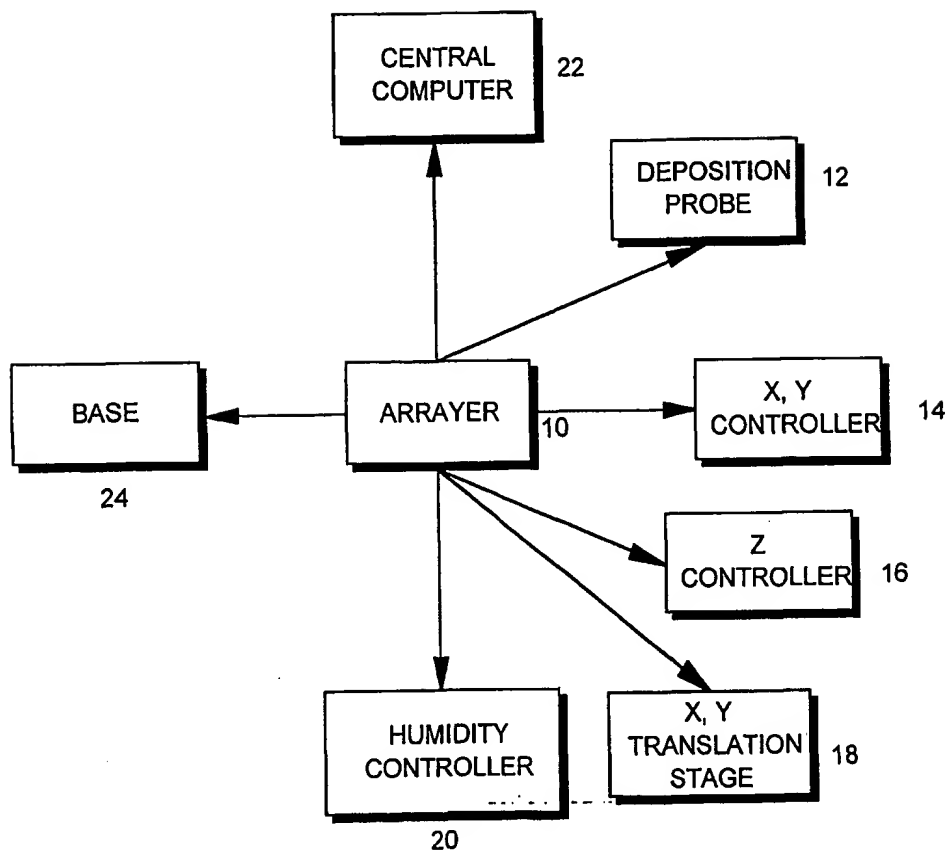 CENTRAL
COMPUTER
22
DEPOSITION
PROBE
12
BASE
24
ARRAYER
10
X, Y
CONTROLLER
14
Z
CONTROLLER
16
HUMIDITY
CONTROLLER
20
X, Y
TRANSLATION
STAGE
18